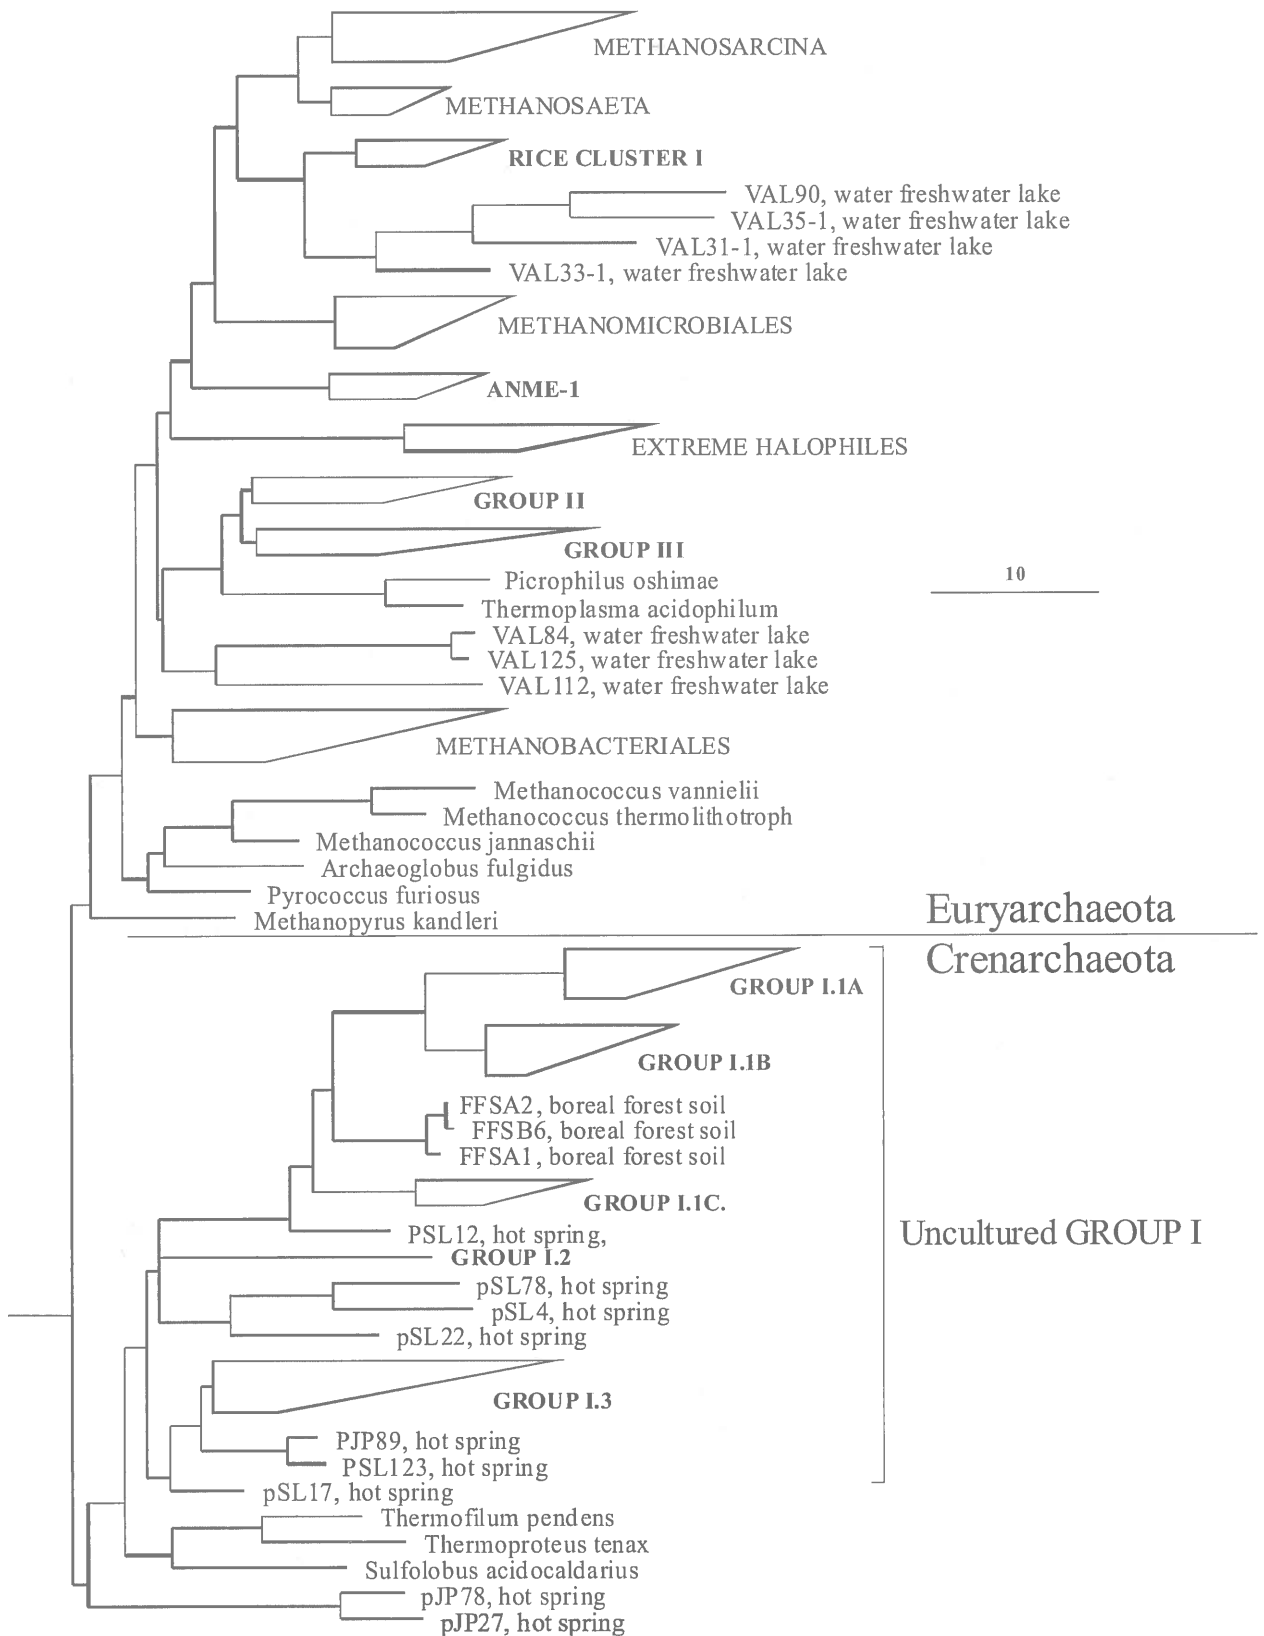 METHANOSARCINA
METHANOSAETA
RICE CLUSTER I
VAL90, water freshwater lake
VAL35-1, water freshwater lake
VAL31-1, water freshwater lake
VAL33-1, water freshwater lake
METHANOMICROBIALES
ANME-1
EXTREME HALOPHILES
GROUP II
GROUP III
10
Picrophilus oshimae
Thermoplasma acidophilum
VAL84, water freshwater lake
VAL125, water freshwater lake
VAL112, water freshwater lake
METHANOBACTERIALES
Methanococcus vannielii
Methanococcus thermolithotroph
Methanococcus jannaschii
Archaeoglobus fulgidus
Pyrococcus furiosus
Methanopyrus kandleri
Euryarchaeota
Crenarchaeota
GROUP I.1A
GROUP I.1B
FFSA2, boreal forest soil
FFSB6, boreal forest soil
FFSA1, boreal forest soil
GROUP I.1C.
PSL12, hot spring,
Uncultured GROUP I
GROUP I.2
pSL78, hot spring
pSL4, hot spring
pSL22, hot spring
GROUP I.3
PJP89, hot spring
PSL123, hot spring
pSL17, hot spring
Thermofilum pendens
Thermoproteus tenax
Sulfolobus acidocaldarius
pJP78, hot spring
pJP27, hot spring